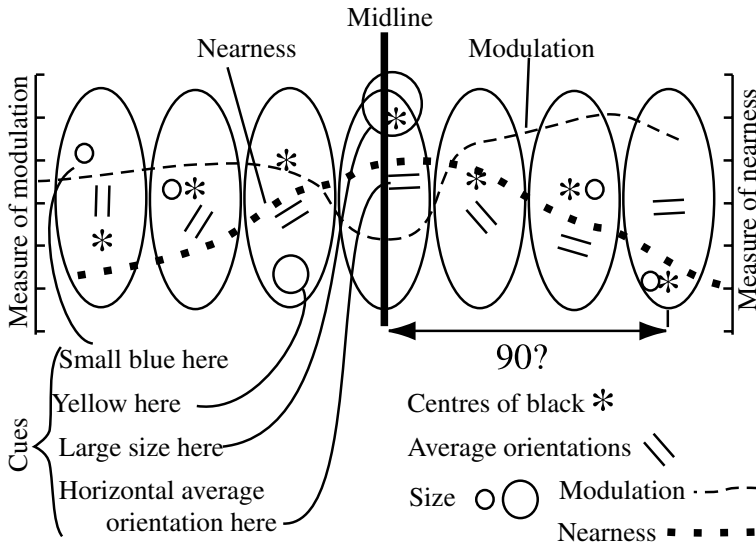 Midline
Nearness
Modulation
Measure of modulation
Measure of nearness
90?
Small blue here
Yellow here
Large size here
Horizontal average
orientation here
Cues
Centres of black
Average orientations
Size
Modulation
Nearness